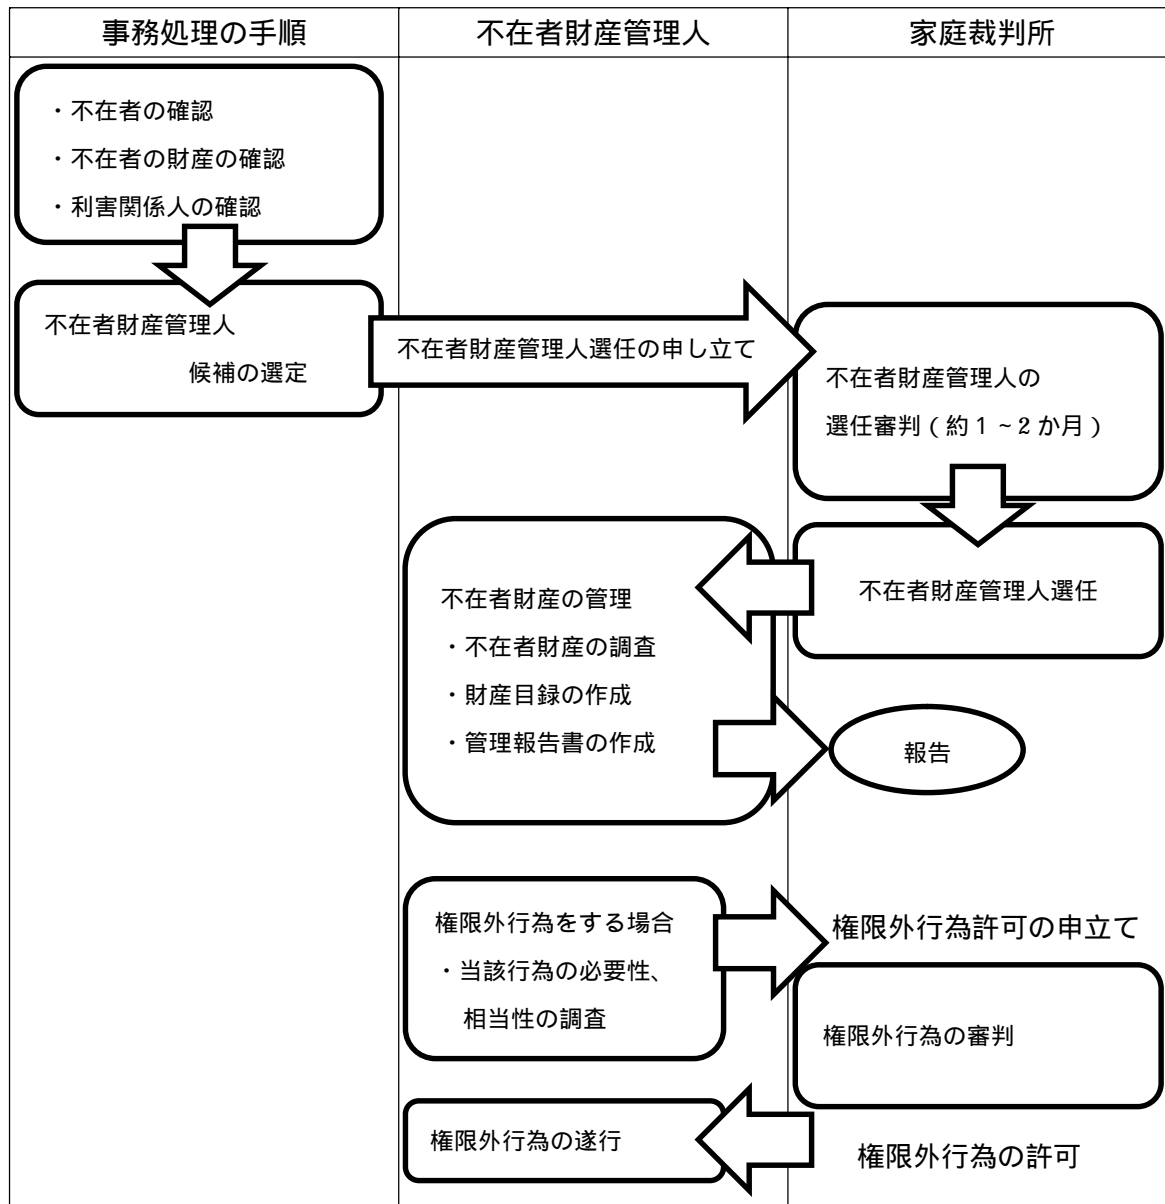 事務処理の手順
不在者財産管理人
家庭裁判所
・不在者の確認
・不在者の財産の確認
・利害関係人の確認
不在者財産管理人
候補の選定
不在者財産管理人選任の申し立て
不在者財産管理人の
選任審判(約1~2か月)
不在者財産管理人選任
不在者財産の管理
・不在者財産の調査
・財産目録の作成
・管理報告書の作成
報告
権限外行為をする場合
・当該行為の必要性、
相当性の調査
権限外行為許可の申立て
権限外行為の審判
権限外行為の遂行
権限外行為の許可